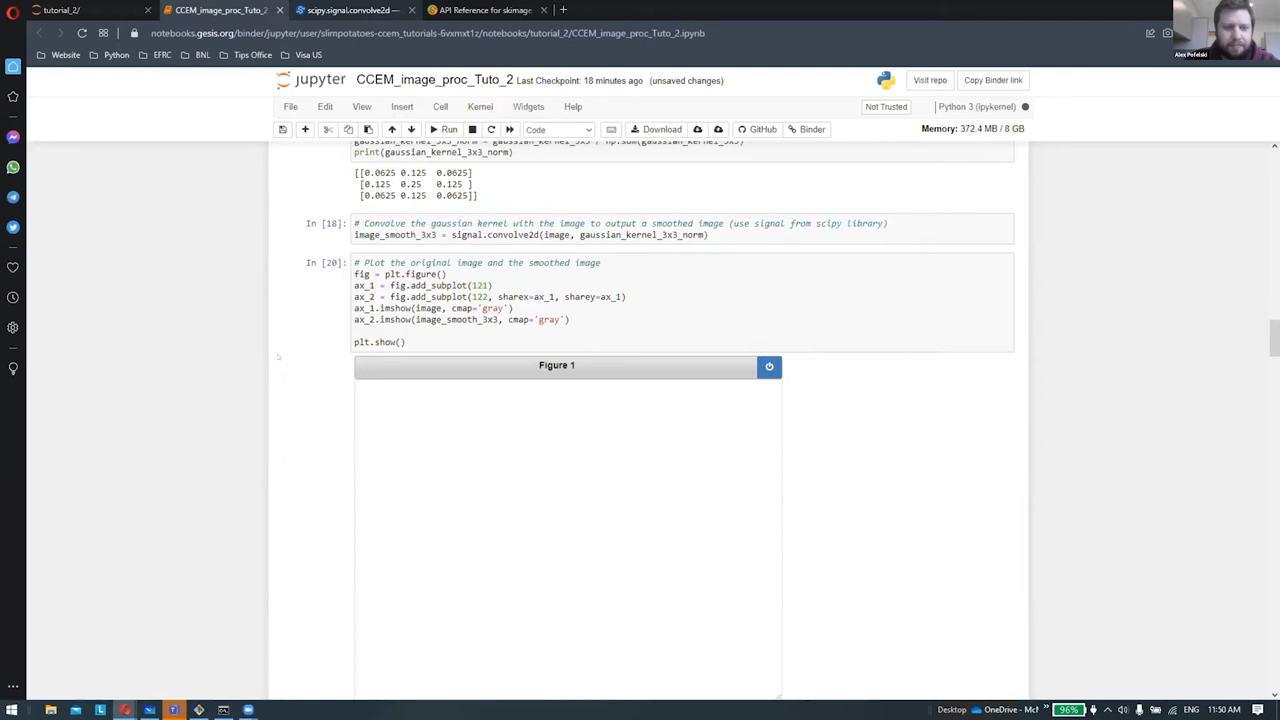 tutorial_2/
CCEM_image_proc_Tuto_2
scipy.signal.convolve2d —
API Reference for skimage
notebooks.gesis.org/binder/jupyter/user/slimpotatoes-ccem_tutorials-6vxmxt1z/notebooks/tutorial_2/CCEM_image_proc_Tuto_2.ipynb
Website Python EFRC BNL Tips Office Visa US
Alex Pofelski
jupyter CCEM_image_proc_Tuto_2 Last Checkpoint: 18 minutes ago (unsaved changes)
Visit repo Copy Binder link
File Edit View Insert Cell Kernel Widgets Help
Not Trusted Python 3 (ipykernel)
Run Code Download GitHub Binder Memory: 372.4 MB / 8 GB
gaussian_kernel_3x3_norm = gaussian_kernel_3x3 / np.sum(gaussian_kernel_3x3)
print(gaussian_kernel_3x3_norm)
[[0.0625 0.125 0.0625]
[0.125 0.25 0.125 ]
[0.0625 0.125 0.0625]]
In [18]: # Convolve the gaussian kernel with the image to output a smoothed image (use signal from scipy library)
image_smooth_3x3 = signal.convolve2d(image, gaussian_kernel_3x3_norm)
In [20]: # Plot the original image and the smoothed image
fig = plt.figure()
ax_1 = fig.add_subplot(121)
ax_2 = fig.add_subplot(122, sharex=ax_1, sharey=ax_1)
ax_1.imshow(image, cmap='gray')
ax_2.imshow(image_smooth_3x3, cmap='gray')
plt.show()
Figure 1
96% Desktop OneDrive - McM ENG 11:50 AM